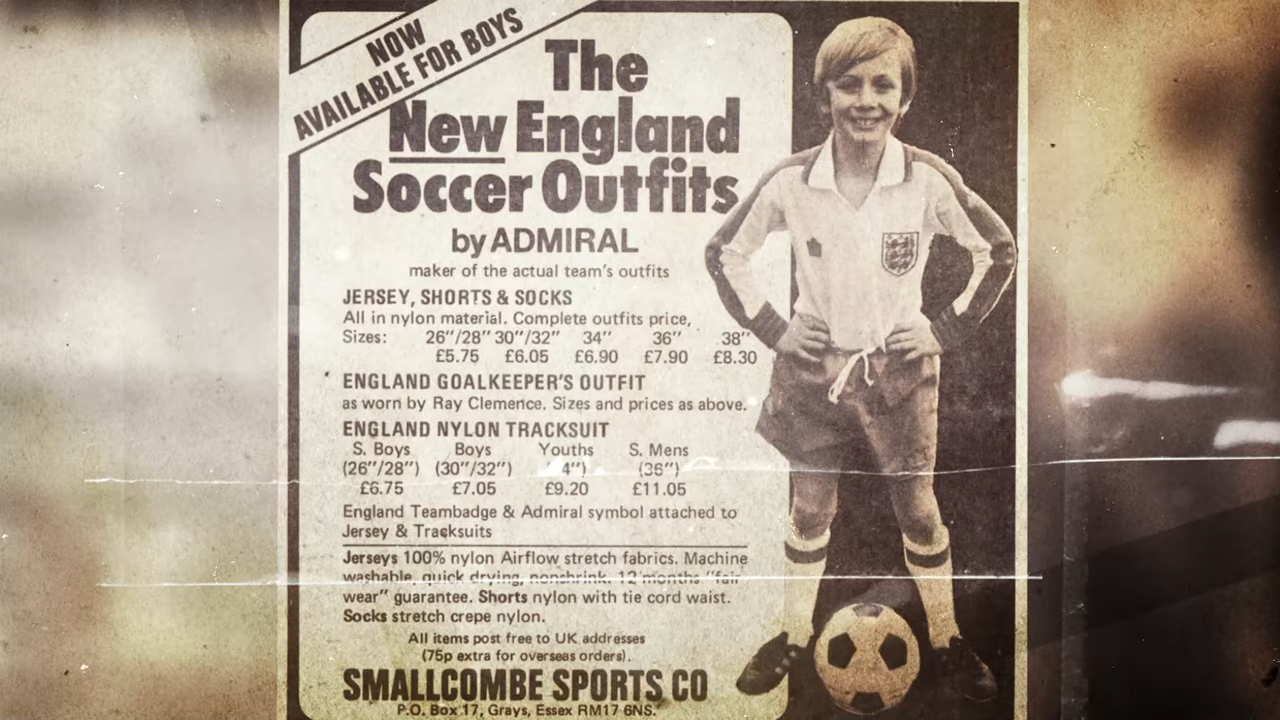 NOW
AVAILABLE FOR BOYS
The
New England
Soccer Outfits
by ADMIRAL
maker of the actual team's outfits
JERSEY, SHORTS & SOCKS
All in nylon material. Complete outfits price,
Sizes: 26"/28" 30"/32" 34" 36" 38"
£5.75 £6.05 £6.90 £7.90 £8.30
ENGLAND GOALKEEPER'S OUTFIT
as worn by Ray Clemence. Sizes and prices as above.
ENGLAND NYLON TRACKSUIT
S. Boys Boys Youths S. Mens
(26"/28") (30"/32") 4") (36")
£6.75 £7.05 £9.20 £11.05
England Teambadge & Admiral symbol attached to
Jersey & Tracksuits
Jerseys 100% nylon Airflow stretch fabrics. Machine
washable, quick drying, nonshrink. 12 months "fair
wear" guarantee. Shorts nylon with tie cord waist.
Socks stretch crepe nylon.
All items post free to UK addresses
(75p extra for overseas orders).
SMALLCOMBE SPORTS CO
P.O. Box 17, Grays, Essex RM17 6NS.